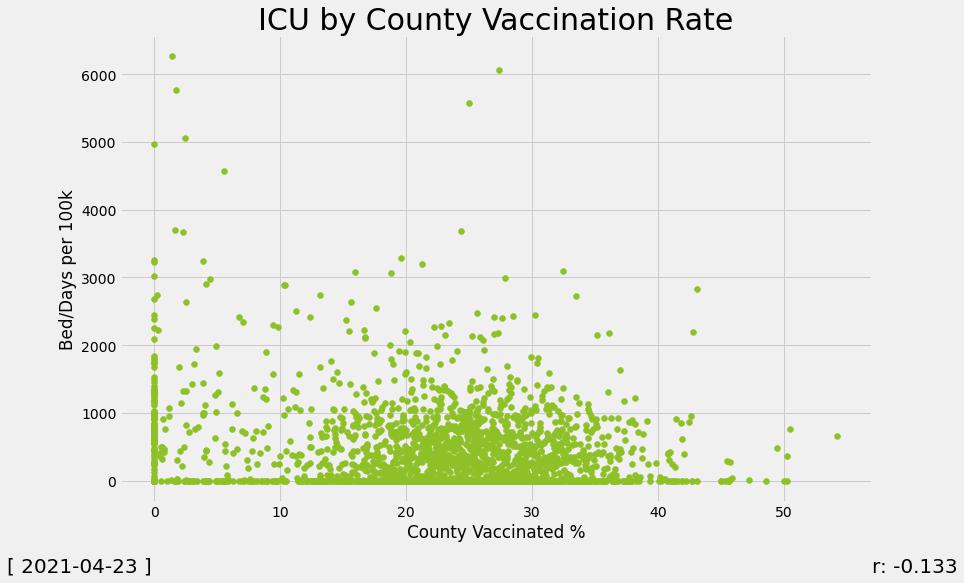 ICU by County Vaccination Rate
Bed/Days per 100k
6000
5000
4000
3000
2000
1000
0
0 10 20 30 40 50
County Vaccinated %
[ 2021-04-23 ]
r: -0.133